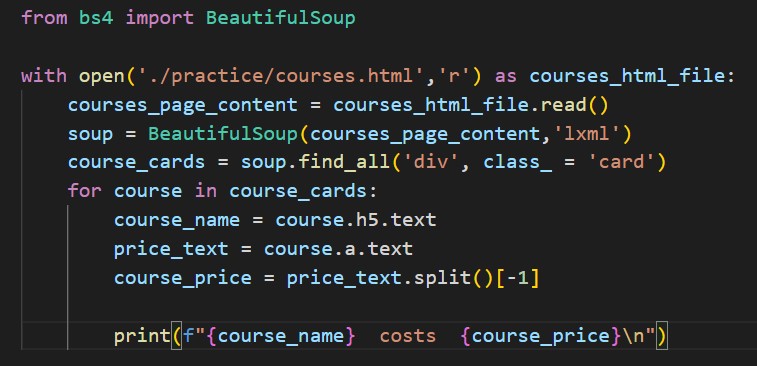 from bs4 import BeautifulSoup
with open('./practice/courses.html','r') as courses_html_file:
    courses_page_content = courses_html_file.read()
    soup = BeautifulSoup(courses_page_content,'lxml')
    course_cards = soup.find_all('div', class_ = 'card')
    for course in course_cards:
        course_name = course.h5.text
        price_text = course.a.text
        course_price = price_text.split()[-1]
        print(f"{course_name}  costs  {course_price}\n")